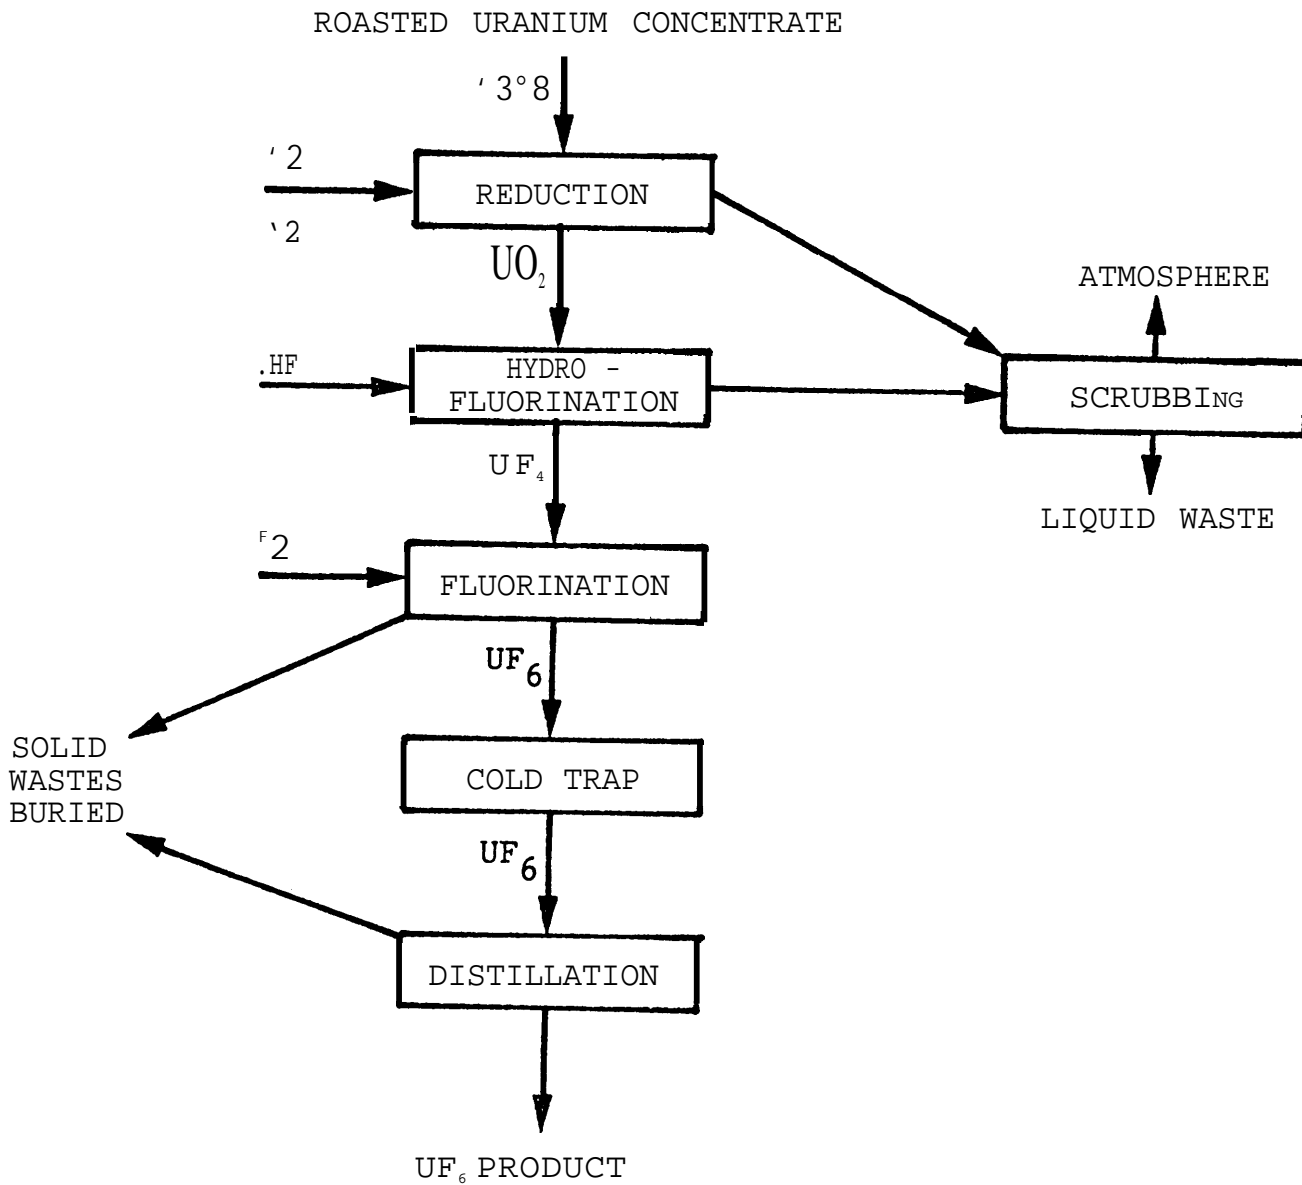 ROASTED URANIUM CONCENTRATE
'3°8
'2
REDUCTION
'2
UO₂
ATMOSPHERE
.HF
HYDRO -
FLUORINATION
SCRUBBING
UF₄
LIQUID WASTE
F2
FLUORINATION
UF6
SOLID
WASTES
BURIED
COLD TRAP
UF6
DISTILLATION
UF₆ PRODUCT